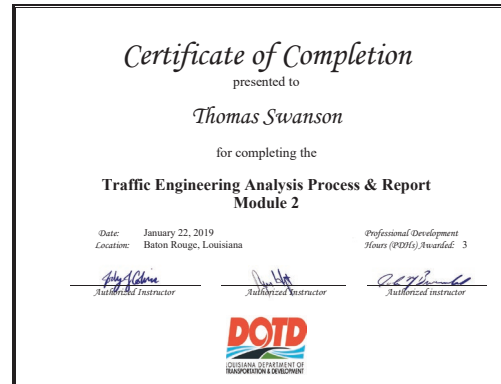 Certificate of Completion
presented to
Thomas Swanson
for completing the
Traffic Engineering Analysis Process & Report
Module 2
Date: January 22, 2019
Location: Baton Rouge, Louisiana
Professional Development
Hours (PDHs) Awarded: 3
Authorized Instructor
Authorized Instructor
Authorized instructor
DOTD
LOUISIANA DEPARTMENT OF
TRANSPORTATION & DEVELOPMENT